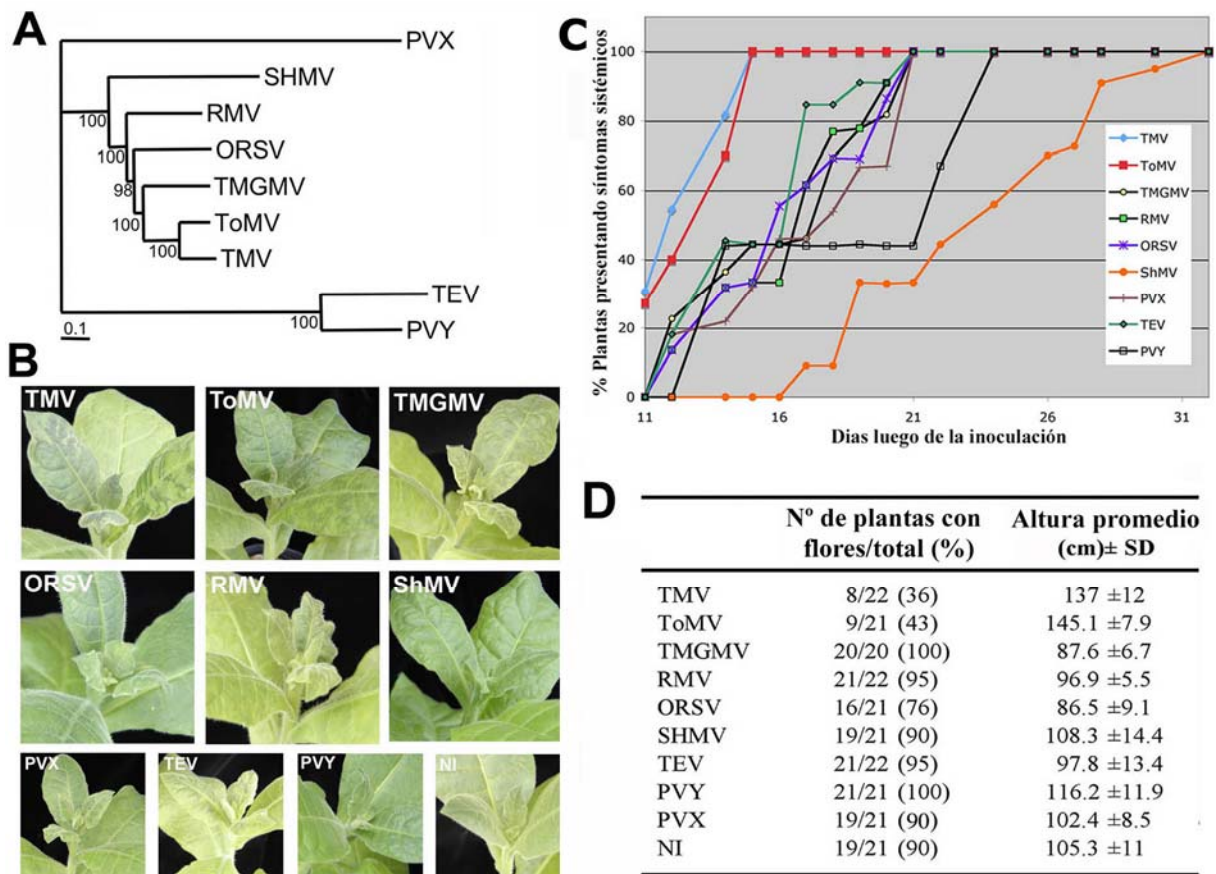 A
PVX
SHMV
100
RMV
100
ORSV
98
TMGMV
100
ToMV
100
TMV
TEV
100
PVY
0.1
B
TMV
ToMV
TMGMV
ORSV
RMV
ShMV
PVX
TEV
PVY
NI
C
% Plantas presentando síntomas sistémicos
100
80
60
40
20
0
11
16
21
26
31
Dias luego de la inoculación
TMV
ToMV
TMGMV
RMV
ORSV
ShMV
PVX
TEV
PVY
D
Nº de plantas con flores/total (%)
Altura promedio (cm)± SD
TMV 8/22 (36) 137 ±12
ToMV 9/21 (43) 145.1 ±7.9
TMGMV 20/20 (100) 87.6 ±6.7
RMV 21/22 (95) 96.9 ±5.5
ORSV 16/21 (76) 86.5 ±9.1
SHMV 19/21 (90) 108.3 ±14.4
TEV 21/22 (95) 97.8 ±13.4
PVY 21/21 (100) 116.2 ±11.9
PVX 19/21 (90) 102.4 ±8.5
NI 19/21 (90) 105.3 ±11